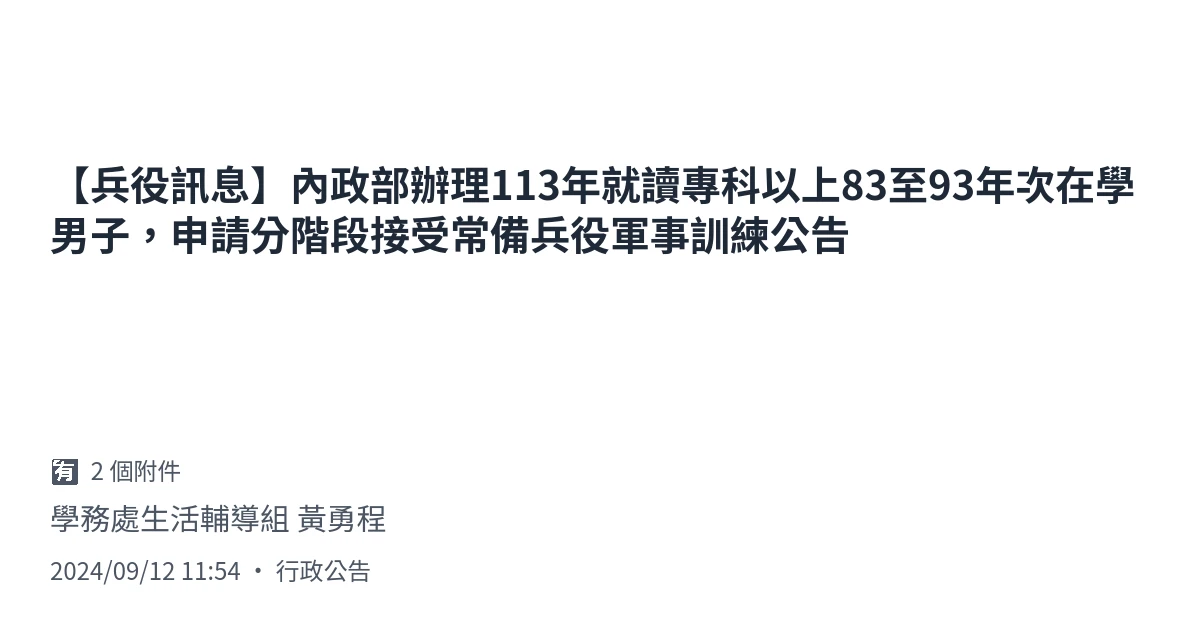 【兵役訊息】內政部辦理113年就讀專科以上83至93年次在學
男子，申請分階段接受常備兵役軍事訓練公告
有 2 個附件
學務處生活輔導組 黃勇程
2024/09/12 11:54 • 行政公告